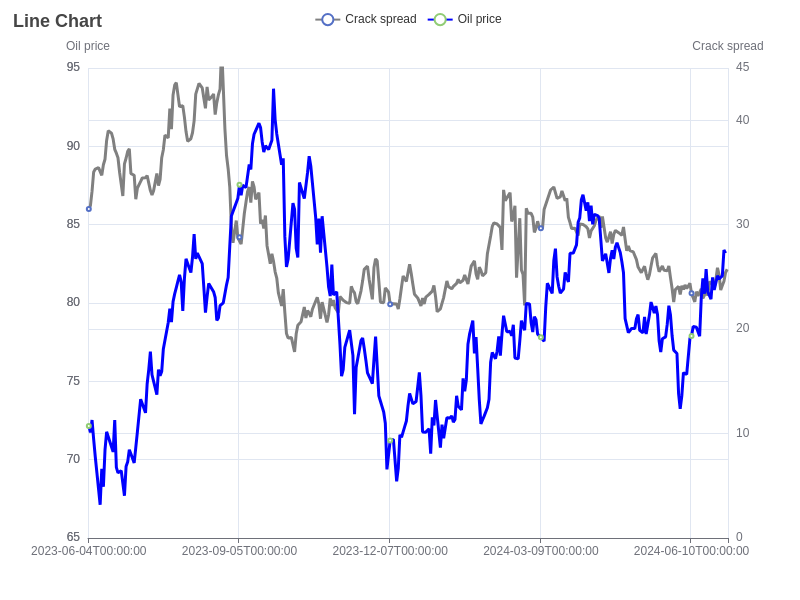 Line Chart
Crack spread
Oil price
Oil price
Crack spread
95
90
85
80
75
70
65
45
40
30
20
10
0
2023-06-04T00:00:00
2023-09-05T00:00:00
2023-12-07T00:00:00
2024-03-09T00:00:00
2024-06-10T00:00:00